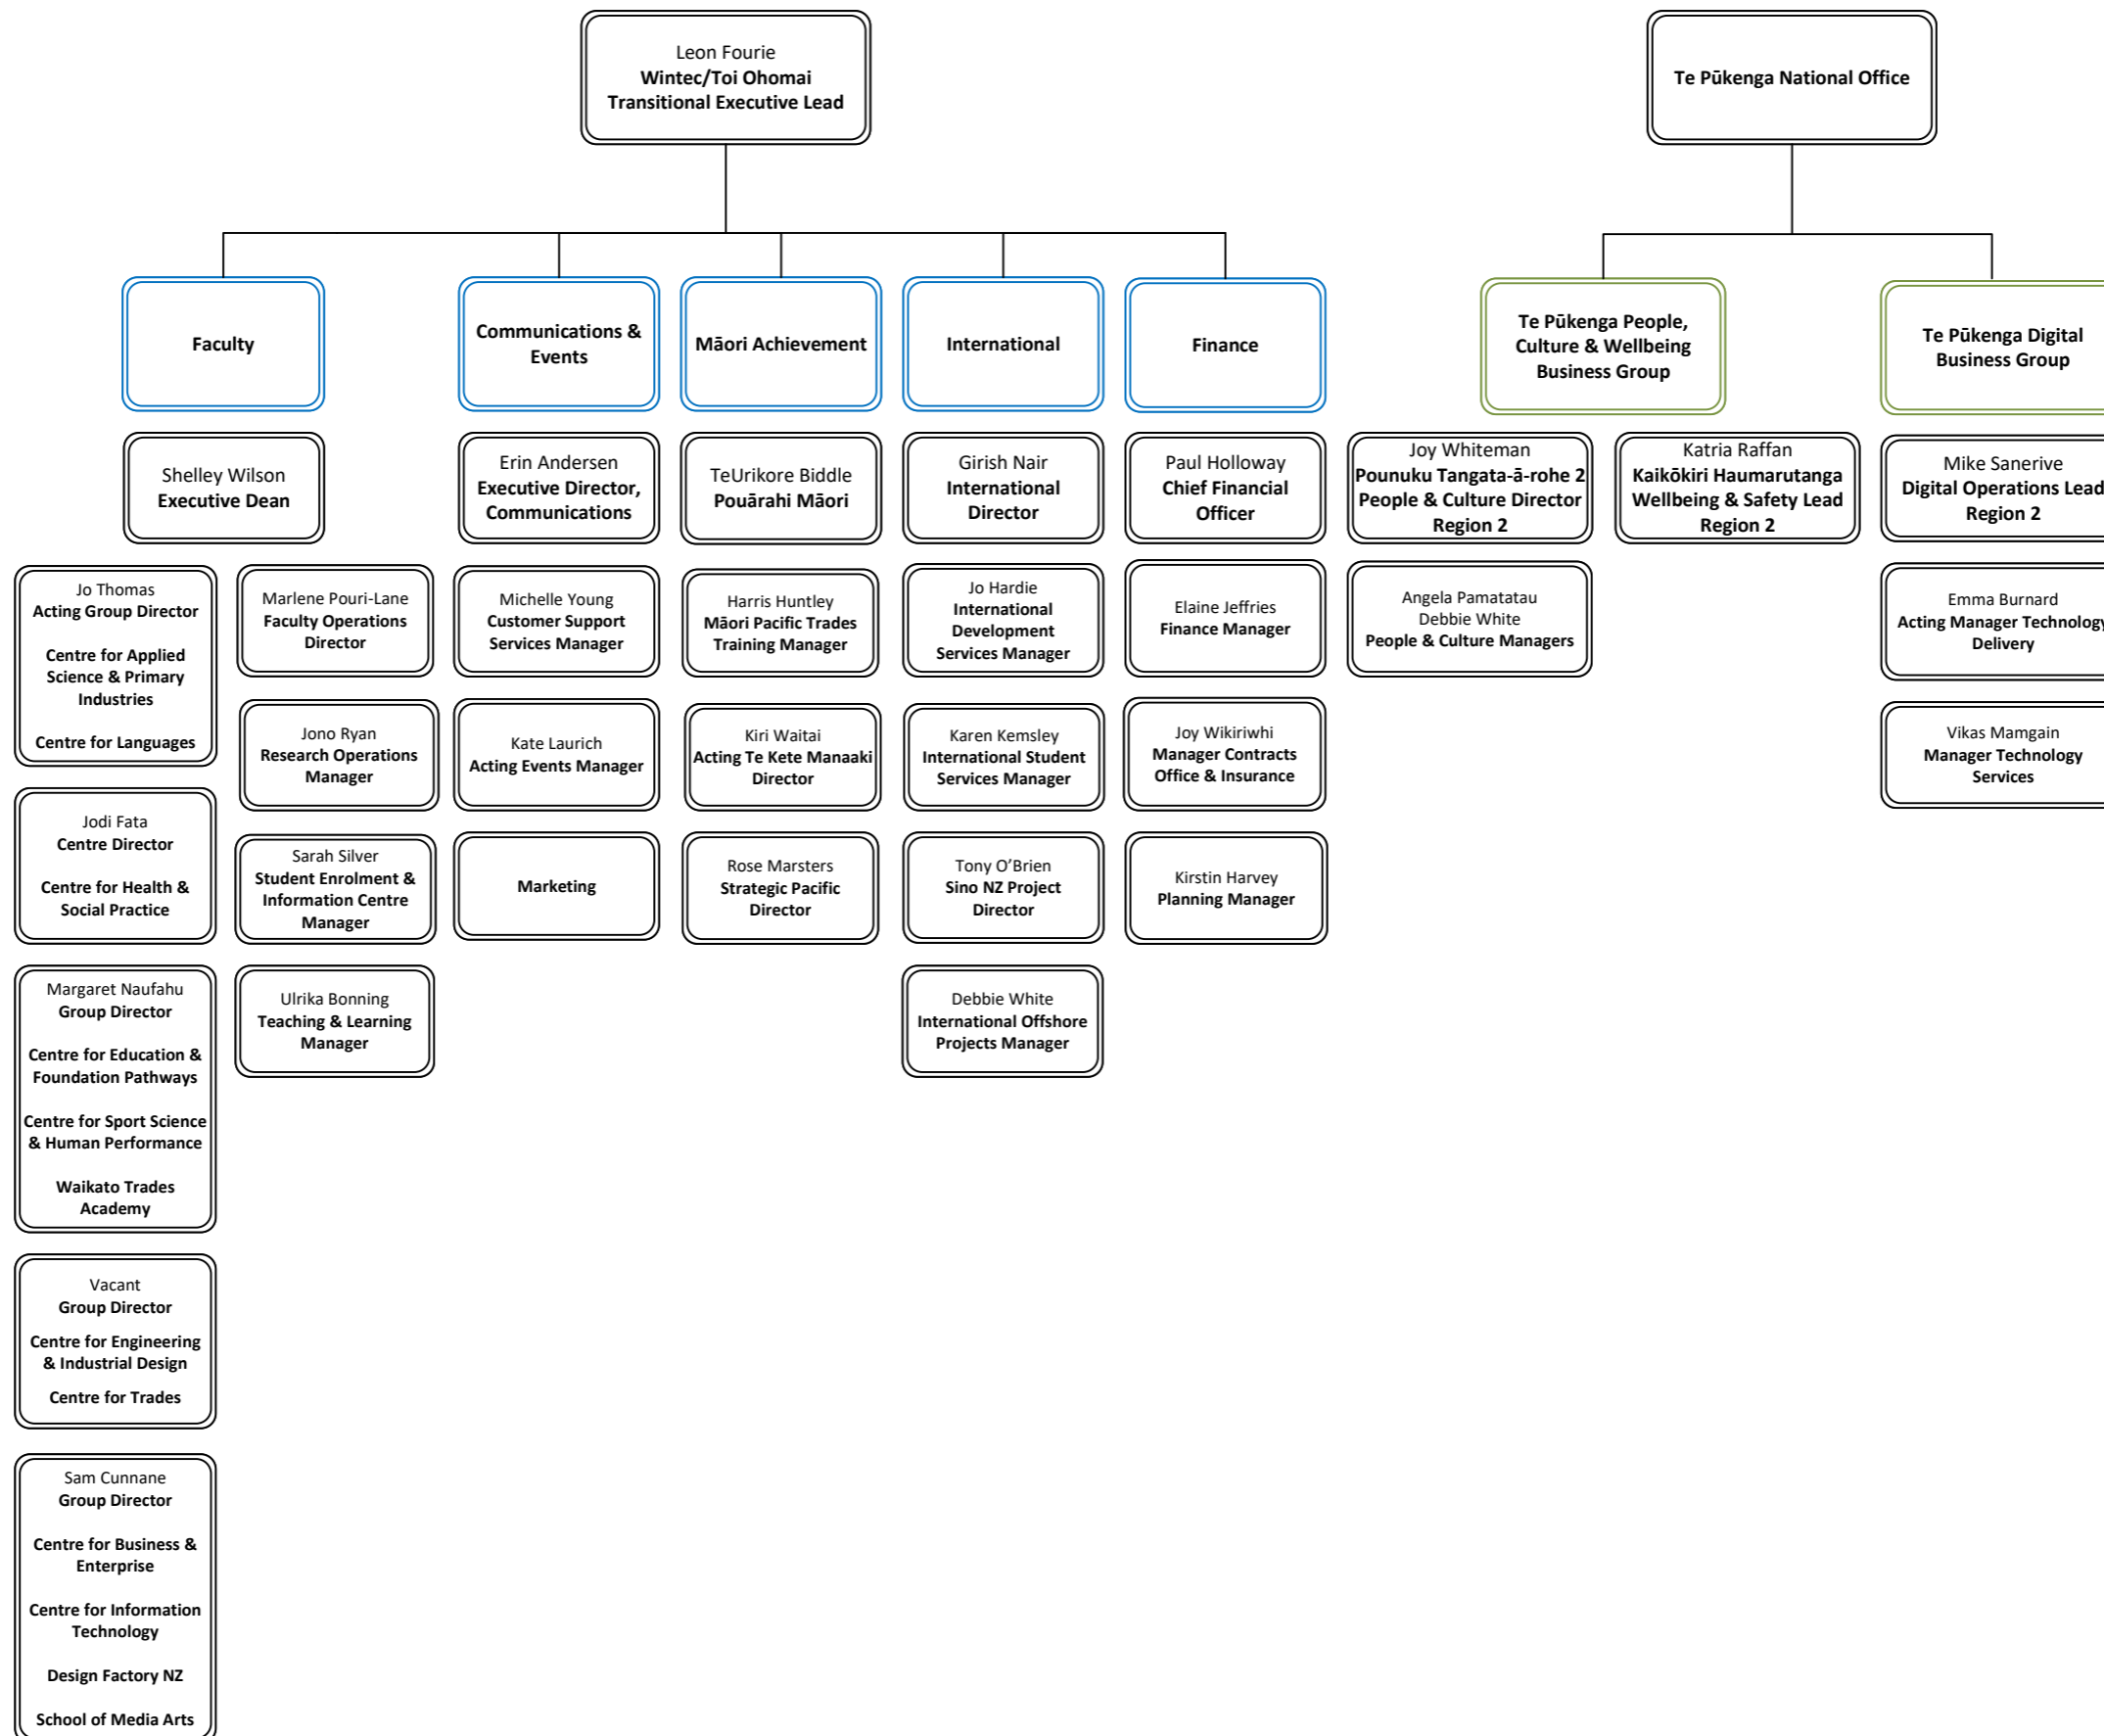 Leon Fourie
Wintec/Toi Ohomai
Transitional Executive Lead
Te Pūkenga National Office
Faculty
Communications &
Events
Māori Achievement
International
Finance
Te Pūkenga People,
Culture & Wellbeing
Business Group
Te Pūkenga Digital
Business Group
Shelley Wilson
Executive Dean
Erin Andersen
Executive Director,
Communications
TeUrikore Biddle
Pouārahi Māori
Girish Nair
International
Director
Paul Holloway
Chief Financial
Officer
Joy Whiteman
Pounuku Tangata-ā-rohe 2
People & Culture Director
Region 2
Katria Raffan
Kaikōkiri Haumarutanga
Wellbeing & Safety Lead
Region 2
Mike Sanerive
Digital Operations Lead
Region 2
Jo Thomas
Acting Group Director
Centre for Applied
Science & Primary
Industries
Centre for Languages
Marlene Pouri-Lane
Faculty Operations
Director
Michelle Young
Customer Support
Services Manager
Harris Huntley
Māori Pacific Trades
Training Manager
Jo Hardie
International
Development
Services Manager
Elaine Jeffries
Finance Manager
Angela Pamatatau
Debbie White
People & Culture Managers
Emma Burnard
Acting Manager Technology
Delivery
Jono Ryan
Research Operations
Manager
Kate Laurich
Acting Events Manager
Kiri Waitai
Acting Te Kete Manaaki
Director
Karen Kemsley
International Student
Services Manager
Joy Wikiriwhi
Manager Contracts
Office & Insurance
Vikas Mamgain
Manager Technology
Services
Jodi Fata
Centre Director
Centre for Health &
Social Practice
Sarah Silver
Student Enrolment &
Information Centre
Manager
Marketing
Rose Marsters
Strategic Pacific
Director
Tony O’Brien
Sino NZ Project
Director
Kirstin Harvey
Planning Manager
Margaret Naufahu
Group Director
Centre for Education &
Foundation Pathways
Centre for Sport Science
& Human Performance
Waikato Trades
Academy
Ulrika Bonning
Teaching & Learning
Manager
Debbie White
International Offshore
Projects Manager
Vacant
Group Director
Centre for Engineering
& Industrial Design
Centre for Trades
Sam Cunnane
Group Director
Centre for Business &
Enterprise
Centre for Information
Technology
Design Factory NZ
School of Media Arts